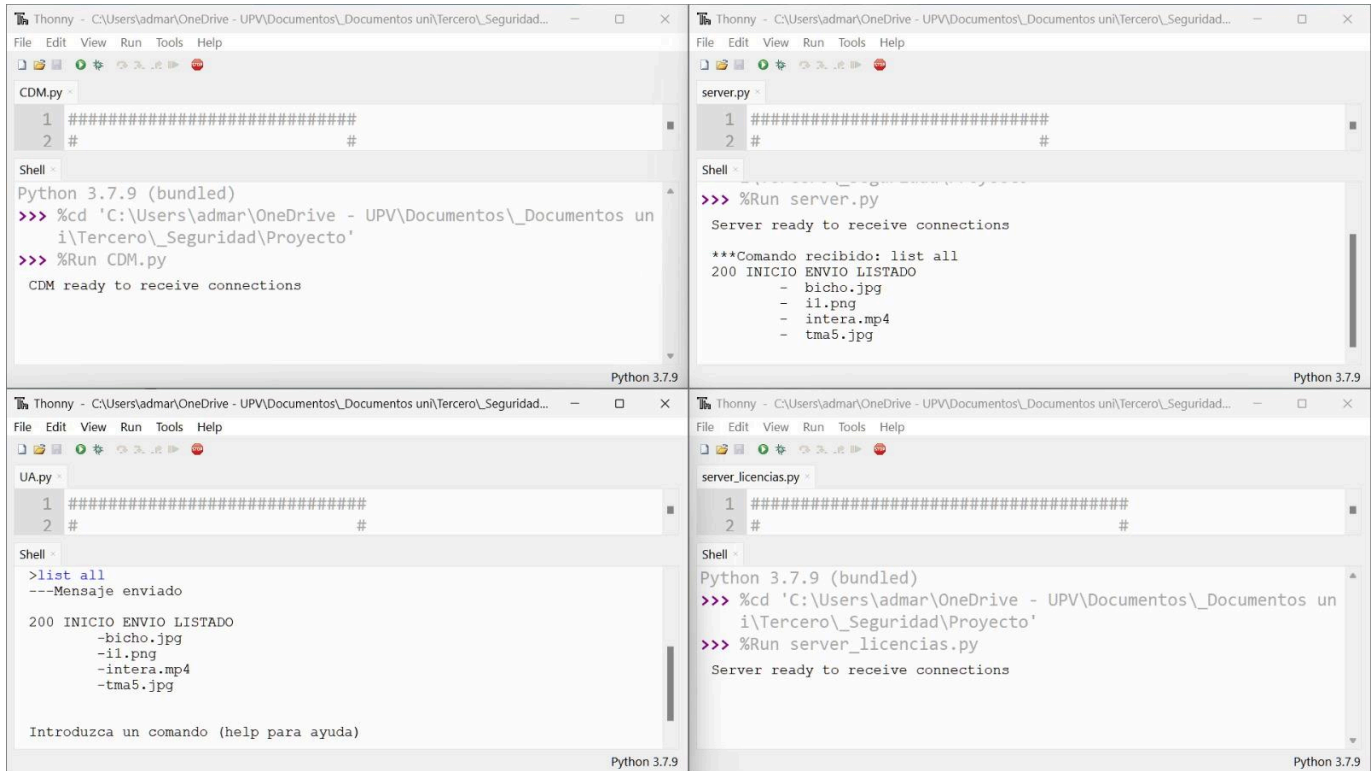 Thonny - C:\Users\admar\OneDrive - UPV\Documentos\_Documentos uni\Tercero\_Seguridad...
File Edit View Run Tools Help
CDM.py
1 #############################
2 # #
Shell
Python 3.7.9 (bundled)
>>> %cd 'C:\Users\admar\OneDrive - UPV\Documentos\_Documentos un
i\Tercero\_Seguridad\Proyecto'
>>> %Run CDM.py
CDM ready to receive connections
Python 3.7.9
Thonny - C:\Users\admar\OneDrive - UPV\Documentos\_Documentos uni\Tercero\_Seguridad...
File Edit View Run Tools Help
server.py
1 ##############################
2 # #
Shell
>>> %Run server.py
Server ready to receive connections
***Comando recibido: list all
200 INICIO ENVIO LISTADO
- bicho.jpg
- i1.png
- intera.mp4
- tma5.jpg
Python 3.7.9
Thonny - C:\Users\admar\OneDrive - UPV\Documentos\_Documentos uni\Tercero\_Seguridad...
File Edit View Run Tools Help
UA.py
1 ##############################
2 # #
Shell
>list all
---Mensaje enviado
200 INICIO ENVIO LISTADO
-bicho.jpg
-i1.png
-intera.mp4
-tma5.jpg
Introduzca un comando (help para ayuda)
Python 3.7.9
Thonny - C:\Users\admar\OneDrive - UPV\Documentos\_Documentos uni\Tercero\_Seguridad...
File Edit View Run Tools Help
server_licencias.py
1 ######################################
2 # #
Shell
Python 3.7.9 (bundled)
>>> %cd 'C:\Users\admar\OneDrive - UPV\Documentos\_Documentos un
i\Tercero\_Seguridad\Proyecto'
>>> %Run server_licencias.py
Server ready to receive connections
Python 3.7.9